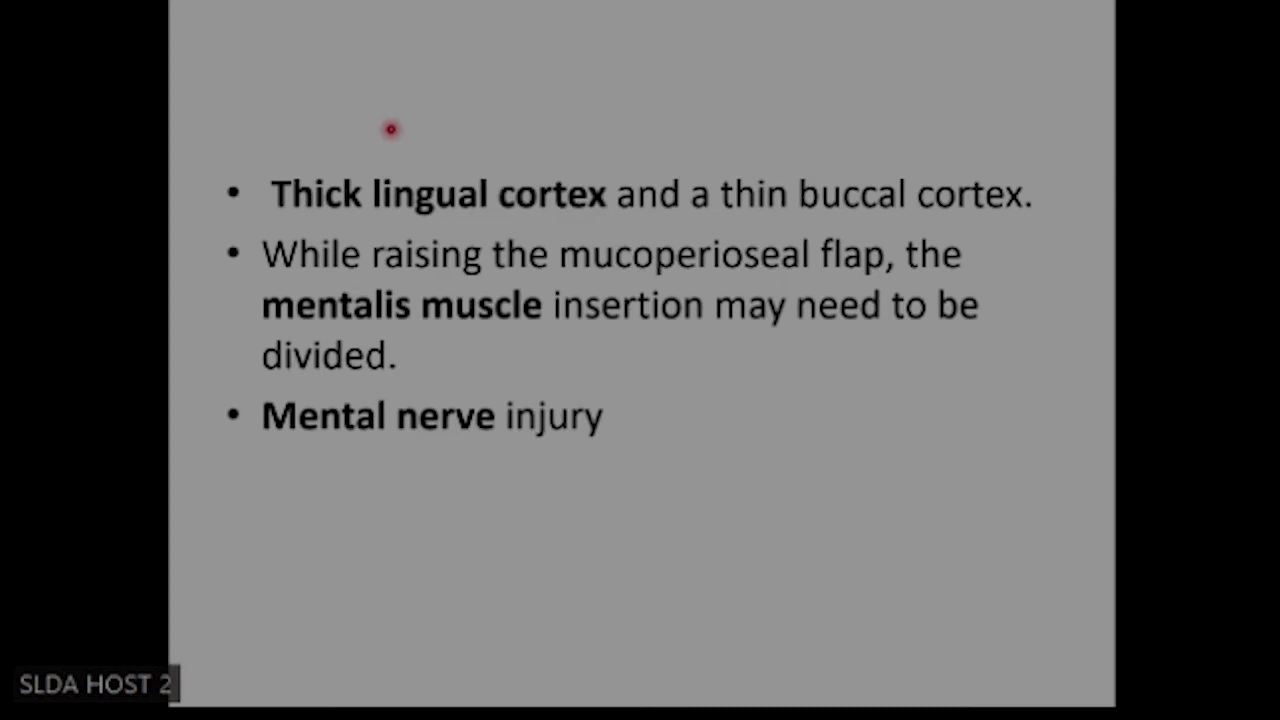 • Thick lingual cortex and a thin buccal cortex.
• While raising the mucoperioseal flap, the
mentalis muscle insertion may need to be
divided.
• Mental nerve injury
SLDA HOST 2